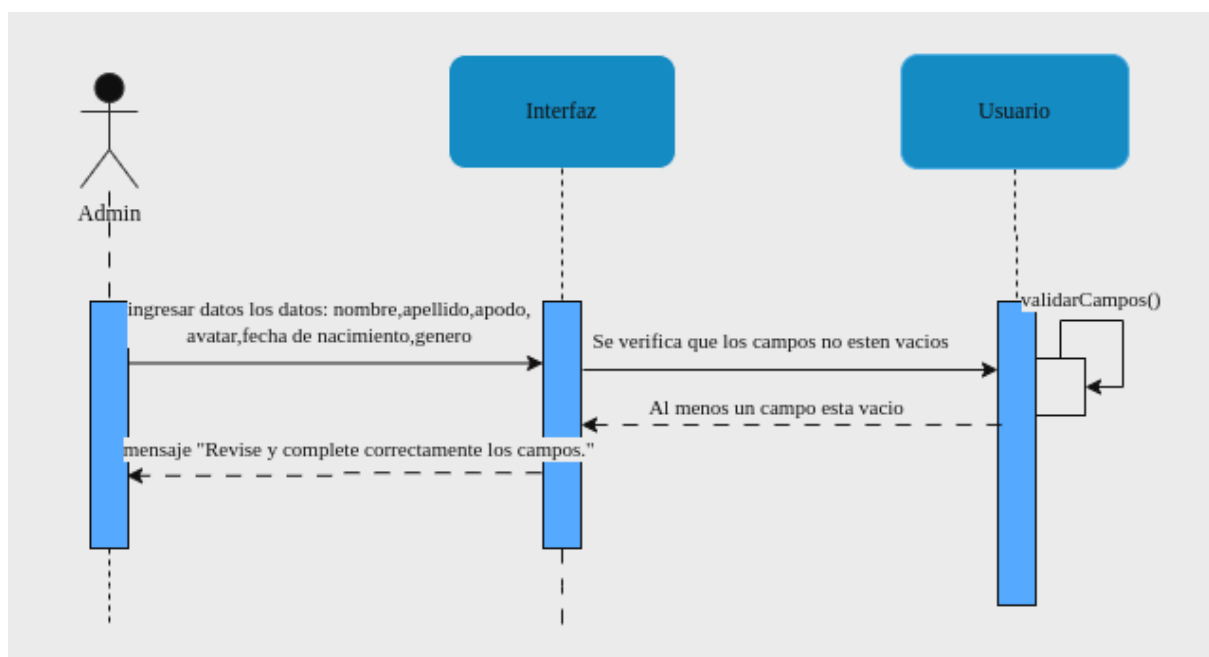 Interfaz
Usuario
Admin
ingresar datos los datos: nombre,apellido,apodo,
avatar,fecha de nacimiento,genero
validarCampos()
Se verifica que los campos no esten vacios
Al menos un campo esta vacio
mensaje "Revise y complete correctamente los campos."